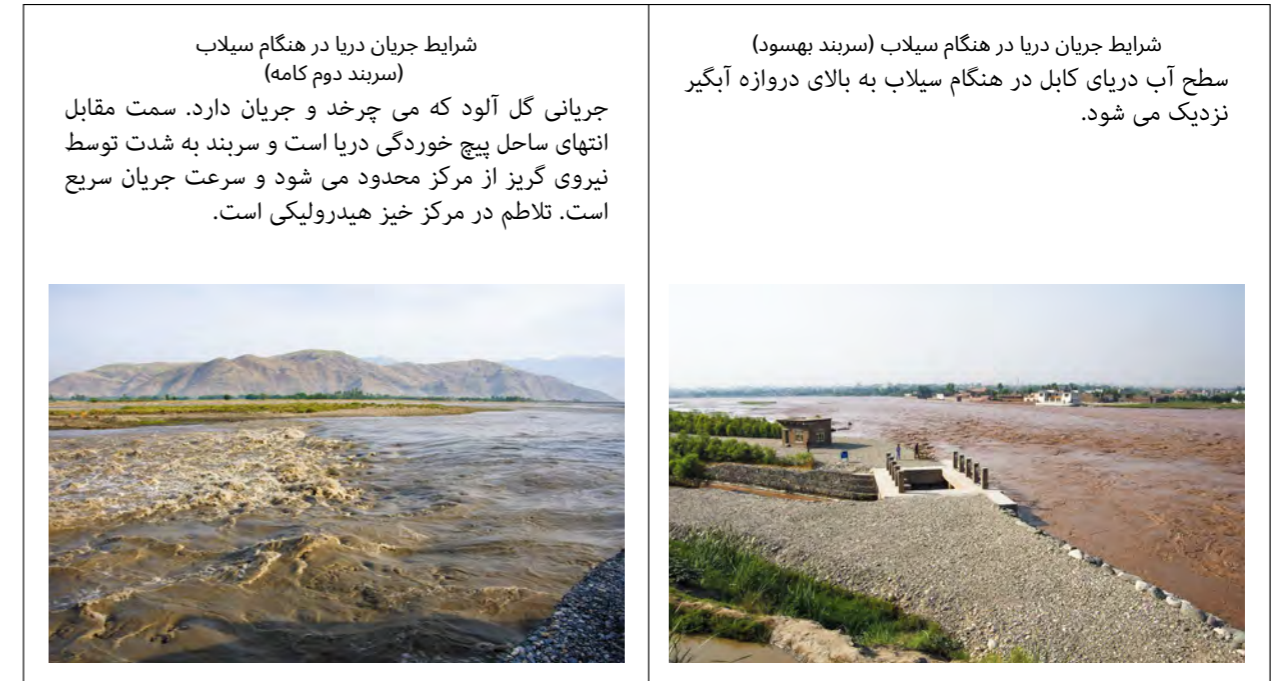 شرایط جریان دریا در هنگام سیلاب (سربند بهسود)
سطح آب دریای کابل در هنگام سیلاب به بالای دروازه آبگیر
نزدیک می شود.
شرایط جریان دریا در هنگام سیلاب
(سربند دوم کامه)
جریانی گل آلود که می چرخد و جریان دارد. سمت مقابل
انتهای ساحل پیچ خوردگی دریا است و سربند به شدت توسط
نیروی گریز از مرکز محدود می شود و سرعت جریان سریع
است. تلاطم در مرکز خیز هیدرولیکی است.